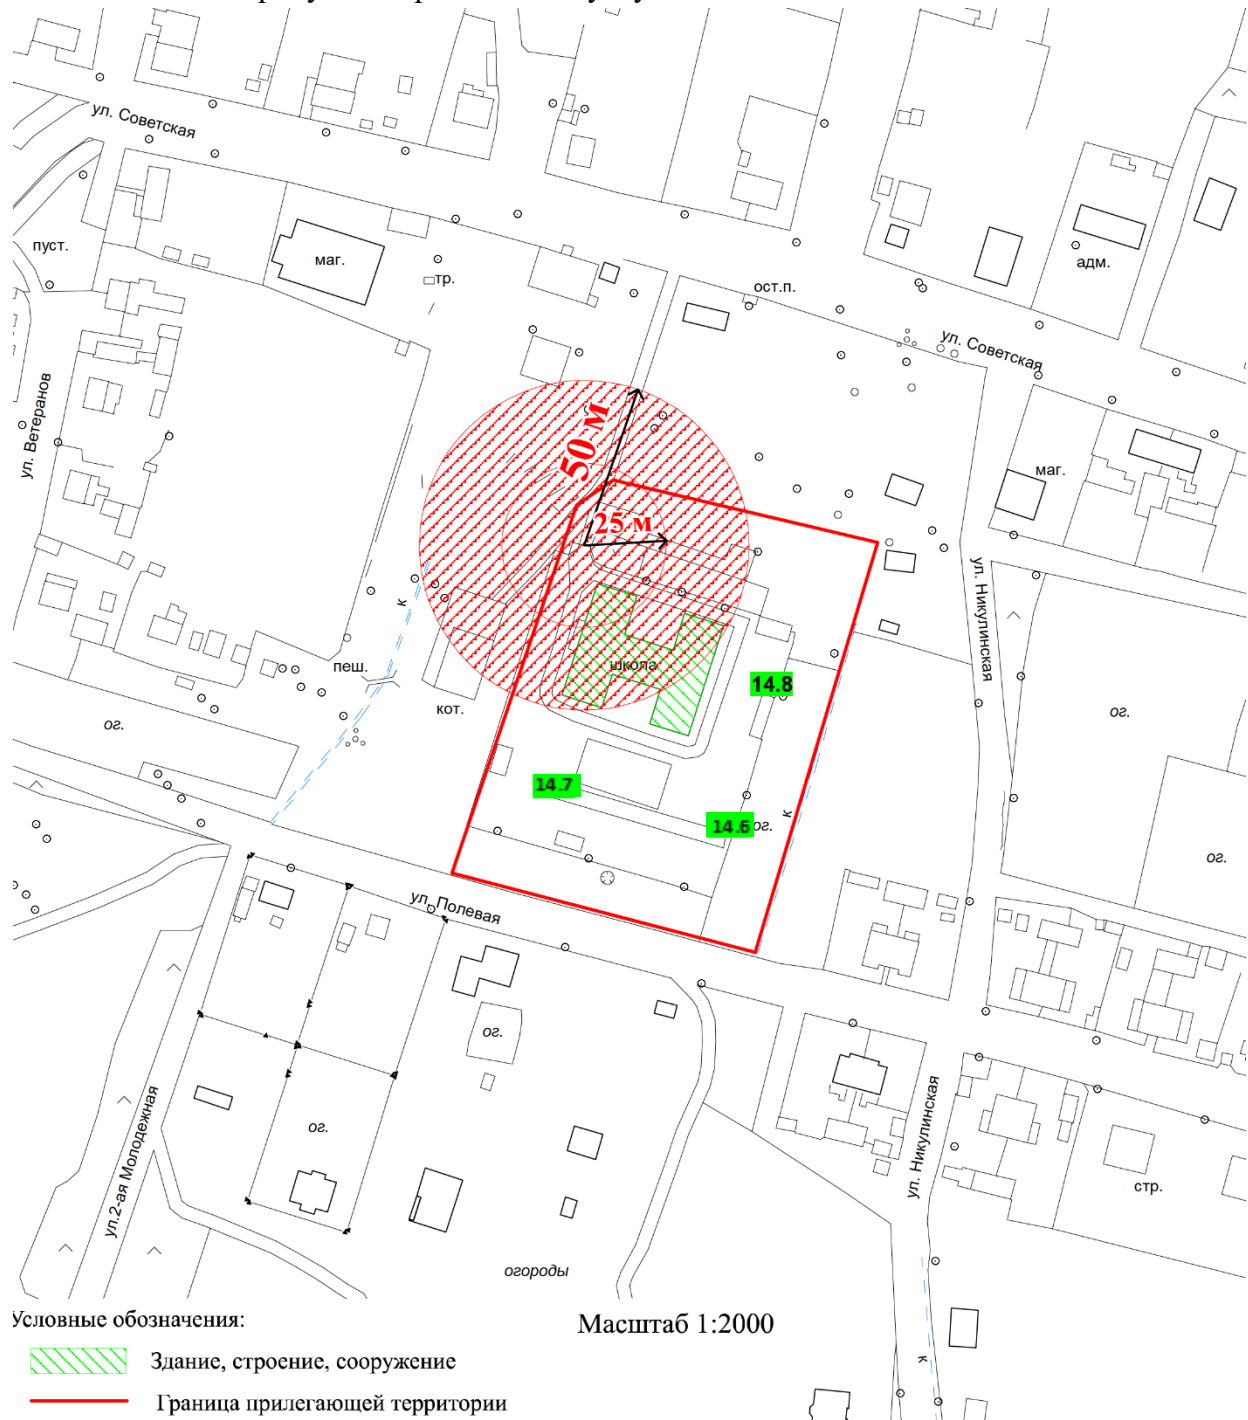 ул. Советская
пуст.
маг.
тр.
ост.п.
адм.
ул. Советская
ул. Ветеранов
50 м
25 м
маг.
ул. Никулинская
к
пеш.
школа
14.8
кот.
ог.
ог.
14.7
14.6
ог.
к
ог.
ул. Полевая
ог.
ул.2-ая Молодежная
ог.
ул. Никулинская
стр.
огороды
к
Условные обозначения:
Масштаб 1:2000
Здание, строение, сооружение
Граница прилегающей территории